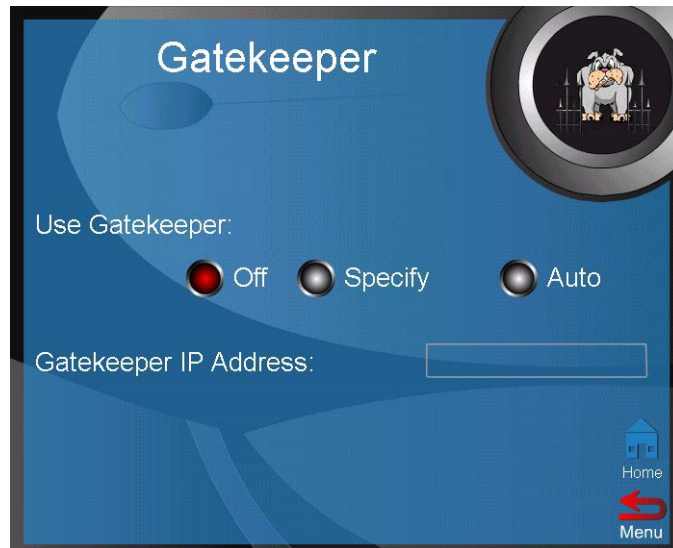 Gatekeeper
Use Gatekeeper:
Off Specify Auto
Gatekeeper IP Address:
Home
Menu